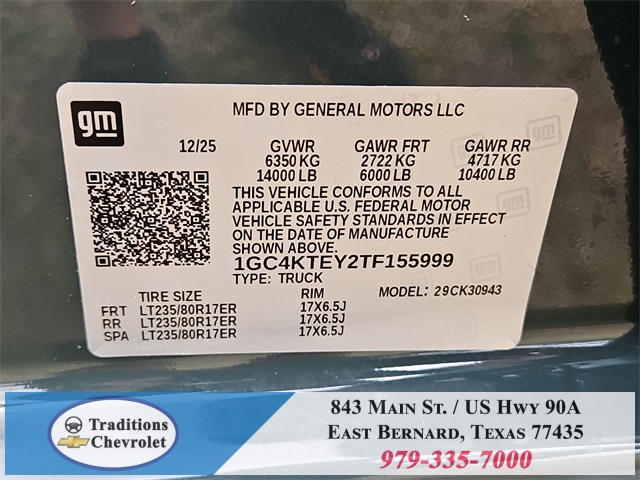 gm
MFD BY GENERAL MOTORS LLC
12/25 GVWR GAWR FRT GAWR RR
6350 KG 2722 KG 4717 KG
14000 LB 6000 LB 10400 LB
THIS VEHICLE CONFORMS TO ALL
APPLICABLE U.S. FEDERAL MOTOR
VEHICLE SAFETY STANDARDS IN EFFECT
ON THE DATE OF MANUFACTURE
SHOWN ABOVE.
1GC4KTEY2TF155999
TYPE: TRUCK
TIRE SIZE RIM MODEL: 29CK30943
FRT LT235/80R17ER 17X6.5J
RR LT235/80R17ER 17X6.5J
SPA LT235/80R17ER 17X6.5J
Traditions
Chevrolet
843 Main St. / US Hwy 90A
East Bernard, Texas 77435
979-335-7000